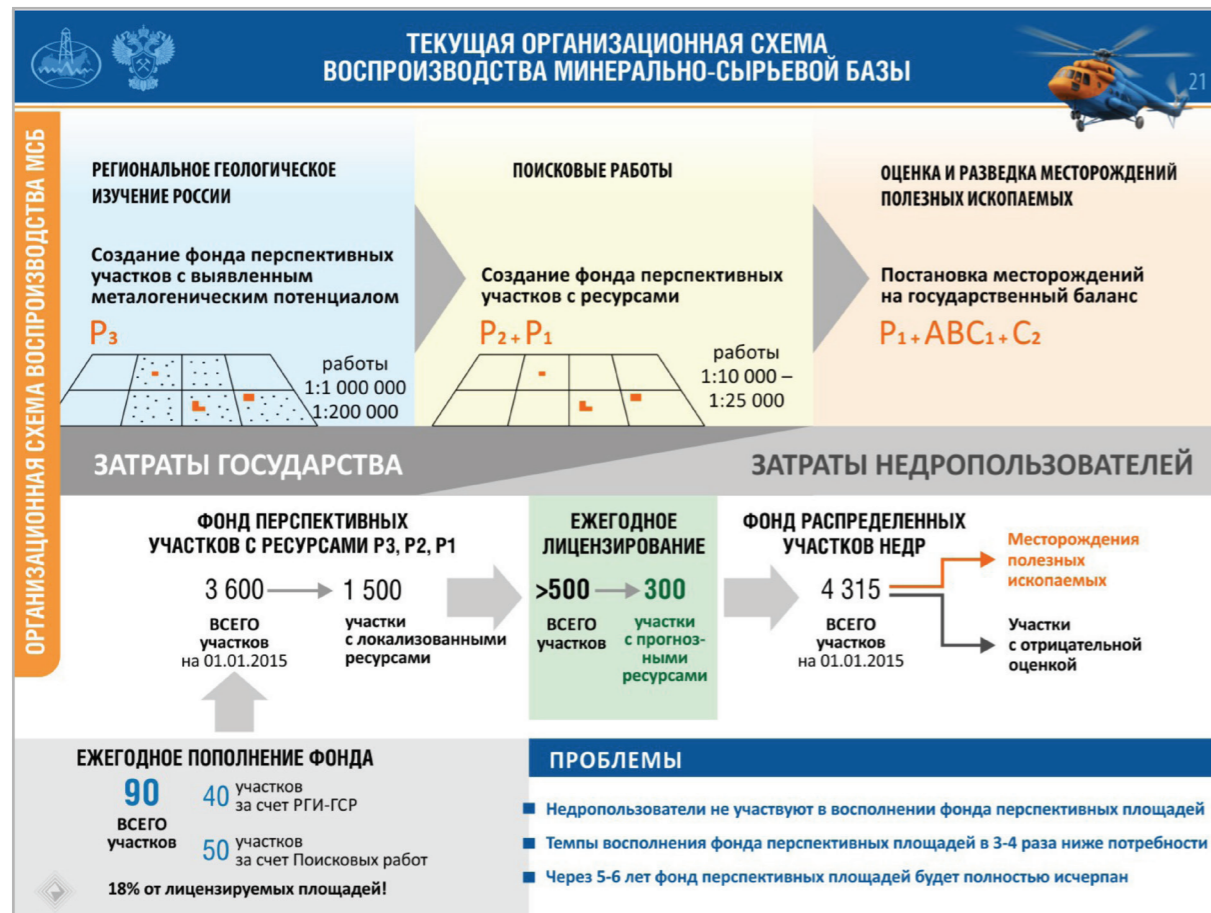 ТЕКУЩАЯ ОРГАНИЗАЦИОННАЯ СХЕМА
ВОСПРОИЗВОДСТВА МИНЕРАЛЬНО-СЫРЬЕВОЙ БАЗЫ
21
ОРГАНИЗАЦИОННАЯ СХЕМА ВОСПРОИЗВОДСТВА МСБ
РЕГИОНАЛЬНОЕ ГЕОЛОГИЧЕСКОЕ
ИЗУЧЕНИЕ РОССИИ
Создание фонда перспективных
участков с выявленным
металогеническим потенциалом
P3
работы
1:1 000 000
1:200 000
ПОИСКОВЫЕ РАБОТЫ
Создание фонда перспективных
участков с ресурсами
P2 + P1
работы
1:10 000 –
1:25 000
ОЦЕНКА И РАЗВЕДКА МЕСТОРОЖДЕНИЙ
ПОЛЕЗНЫХ ИСКОПАЕМЫХ
Постановка месторождений
на государственный баланс
P1 + ABC1 + C2
ЗАТРАТЫ ГОСУДАРСТВА
ЗАТРАТЫ НЕДРОПОЛЬЗОВАТЕЛЕЙ
ФОНД ПЕРСПЕКТИВНЫХ
УЧАСТКОВ С РЕСУРСАМИ Р3, Р2, Р1
3 600
ВСЕГО
участков
на 01.01.2015
1 500
участки
с локализованными
ресурсами
ЕЖЕГОДНОЕ
ЛИЦЕНЗИРОВАНИЕ
>500
ВСЕГО
участков
300
участки
с прогноз-
ными
ресурсами
ФОНД РАСПРЕДЕЛЕННЫХ
УЧАСТКОВ НЕДР
4 315
ВСЕГО
участков
на 01.01.2015
Месторождения
полезных
ископаемых
Участки
с отрицательной
оценкой
ЕЖЕГОДНОЕ ПОПОЛНЕНИЕ ФОНДА
90
ВСЕГО
участков
40 участков
за счет РГИ-ГСР
50 участков
за счет Поисковых работ
18% от лицензируемых площадей!
ПРОБЛЕМЫ
Недропользователи не участвуют в восполнении фонда перспективных площадей
Темпы восполнения фонда перспективных площадей в 3-4 раза ниже потребности
Через 5-6 лет фонд перспективных площадей будет полностью исчерпан